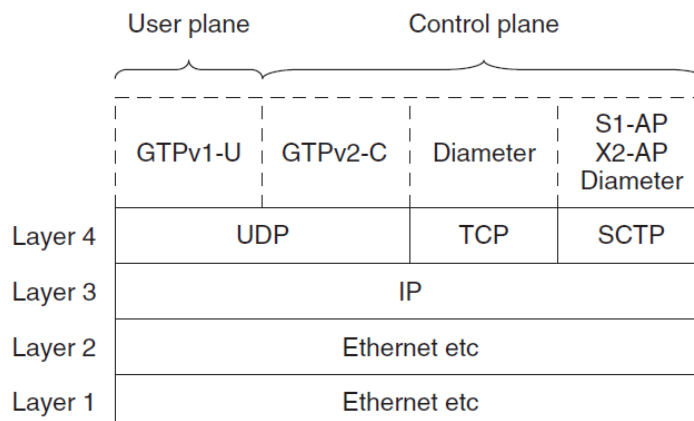 User plane
Control plane
GTPv1-U
GTPv2-C
Diameter
S1-AP
X2-AP
Diameter
Layer 4
UDP
TCP
SCTP
Layer 3
IP
Layer 2
Ethernet etc
Layer 1
Ethernet etc